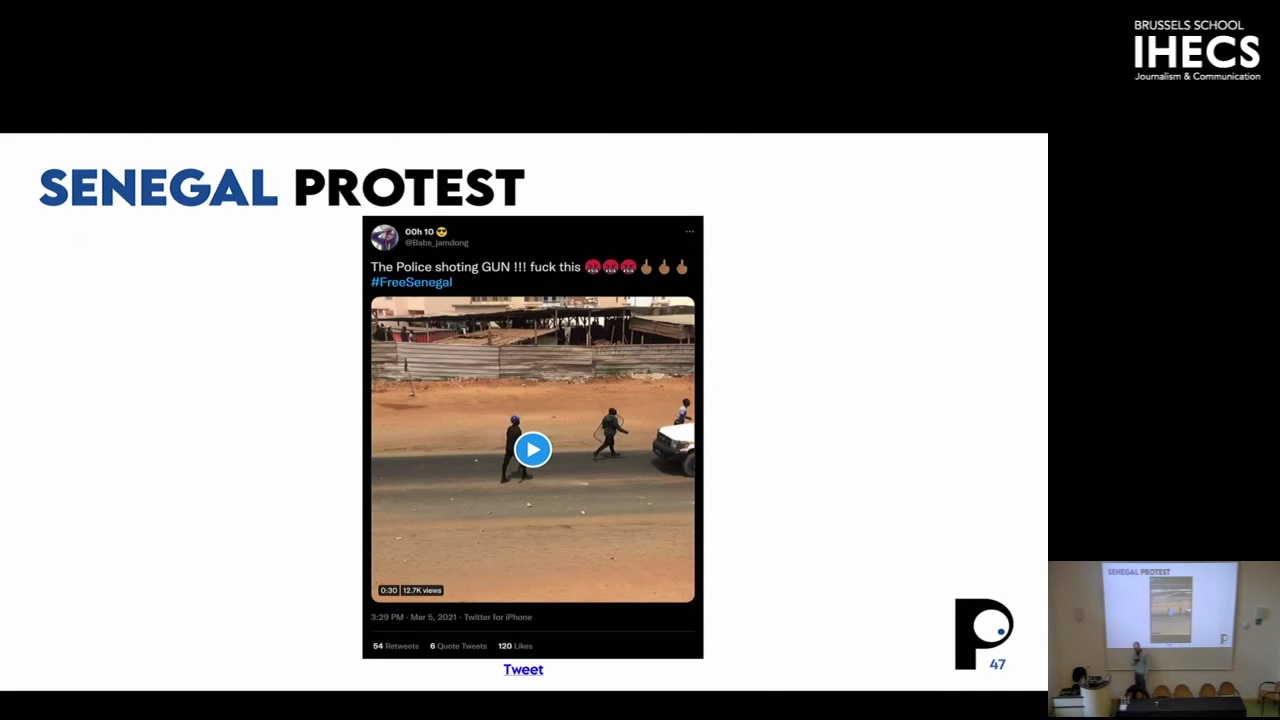 BRUSSELS SCHOOL
IHECS
Journalism & Communication
SENEGAL PROTEST
00h 10 😎
@Babs_jamdong
The Police shoting GUN !!! fuck this 🤬🤬🤬🖕🏽🖕🏽🖕🏽
#FreeSenegal
0:30 | 12.7K views
3:29 PM · Mar 5, 2021 · Twitter for iPhone
54 Retweets 6 Quote Tweets 120 Likes
Tweet
P
47
SENEGAL PROTEST